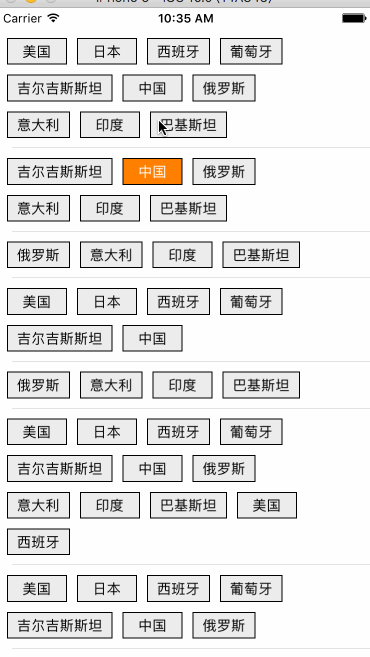 Carrier 10:35 AM
美国 日本 西班牙 葡萄牙
吉尔吉斯斯坦 中国 俄罗斯
意大利 印度 巴基斯坦
吉尔吉斯斯坦 中国 俄罗斯
意大利 印度 巴基斯坦
俄罗斯 意大利 印度 巴基斯坦
美国 日本 西班牙 葡萄牙
吉尔吉斯斯坦 中国
俄罗斯 意大利 印度 巴基斯坦
美国 日本 西班牙 葡萄牙
吉尔吉斯斯坦 中国 俄罗斯
意大利 印度 巴基斯坦 美国
西班牙
美国 日本 西班牙 葡萄牙
吉尔吉斯斯坦 中国 俄罗斯